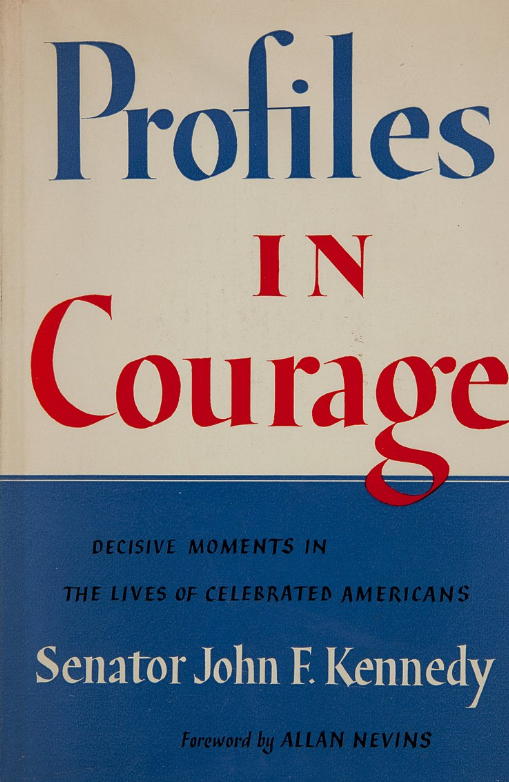 Profiles
IN
Courage
DECISIVE MOMENTS IN
THE LIVES OF CELEBRATED AMERICANS
Senator John F. Kennedy
Foreword by ALLAN NEVINS